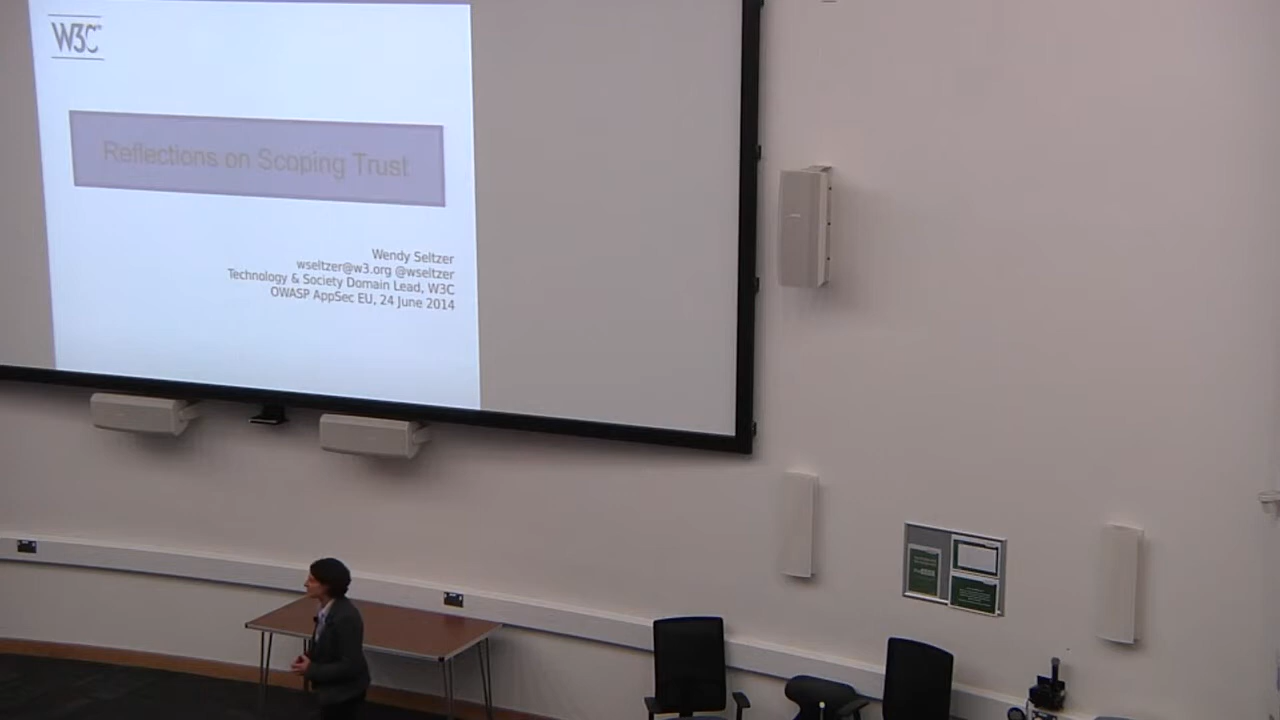 W3C
Reflections on Scoping Trust
Wendy Seltzer
wseltzer@w3.org @wseltzer
Technology & Society Domain Lead, W3C
OWASP AppSec EU, 24 June 2014